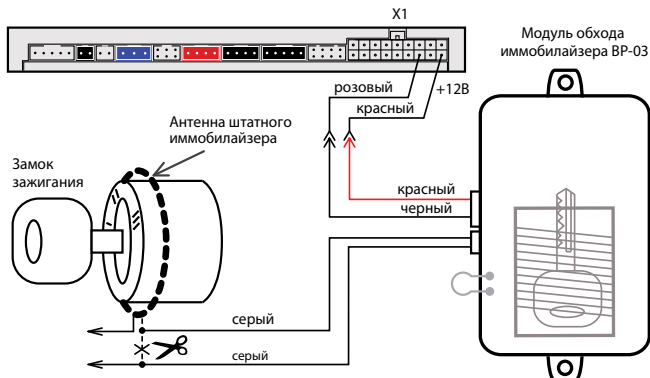 X1
Модуль обхода
иммобилайзера BP-03
розовый
+12В
красный
Антенна штатного
иммобилайзера
Замок
зажигания
красный
черный
серый
серый